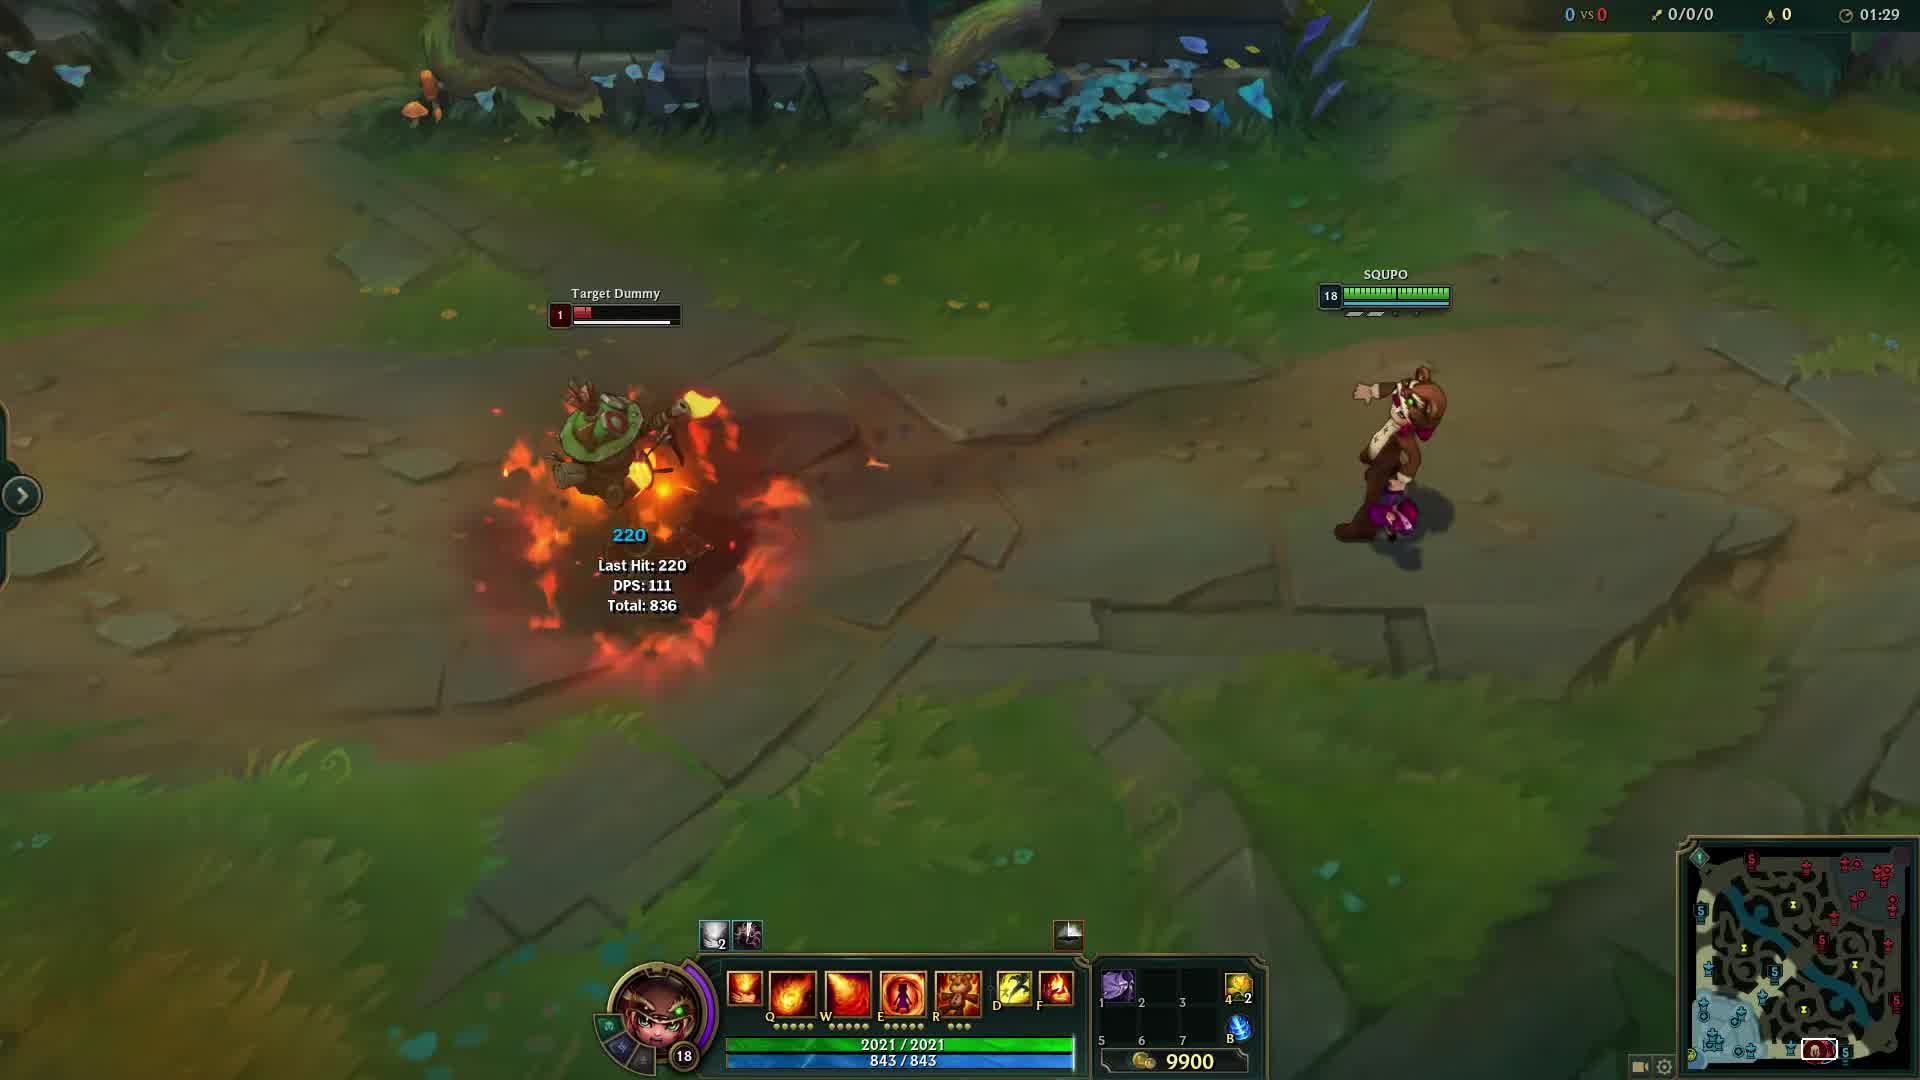 0 VS 0 0/0/0 0 01:29
SQUPO
18
Target Dummy
1
220
Last Hit: 220
DPS: 111
Total: 836
2
Q W E R D F
1 2 3 4 2
5 6 7 B
18
2021 / 2021
843 / 843
9900
S
S
S
S
S
S